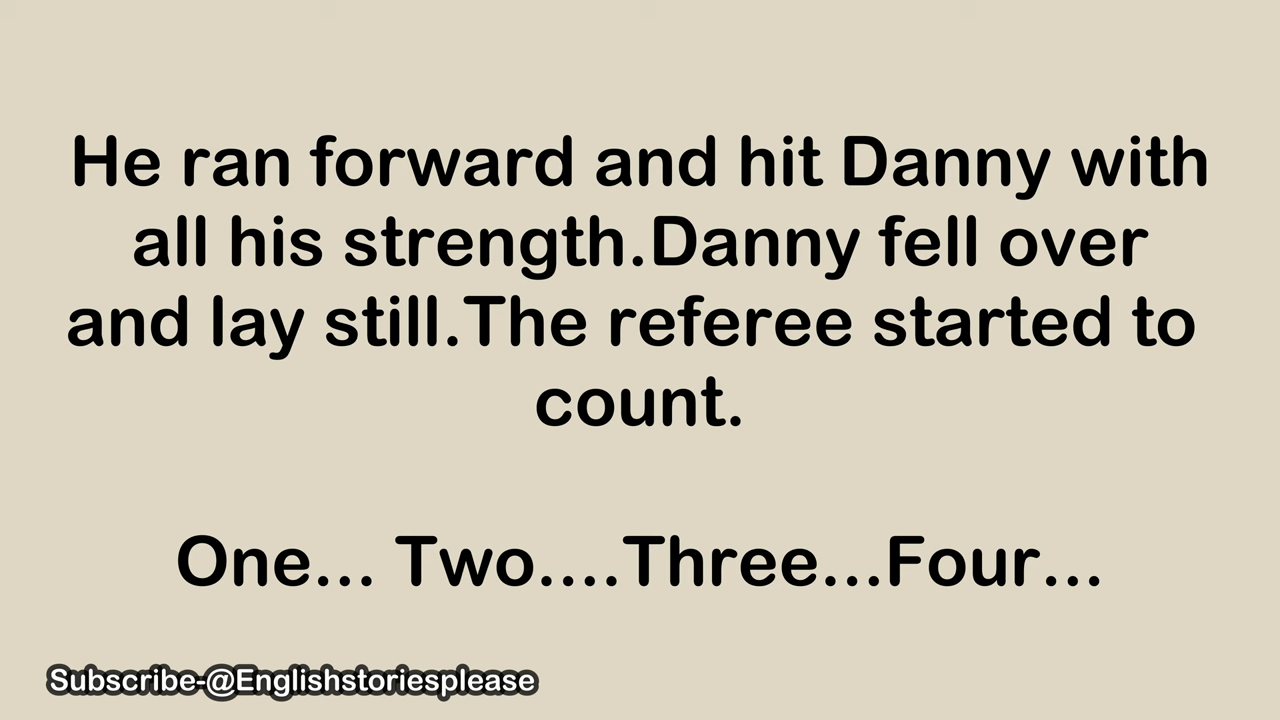 He ran forward and hit Danny with
all his strength.Danny fell over
and lay still.The referee started to
count.
One... Two....Three...Four...
Subscribe-@Englishstoriesplease